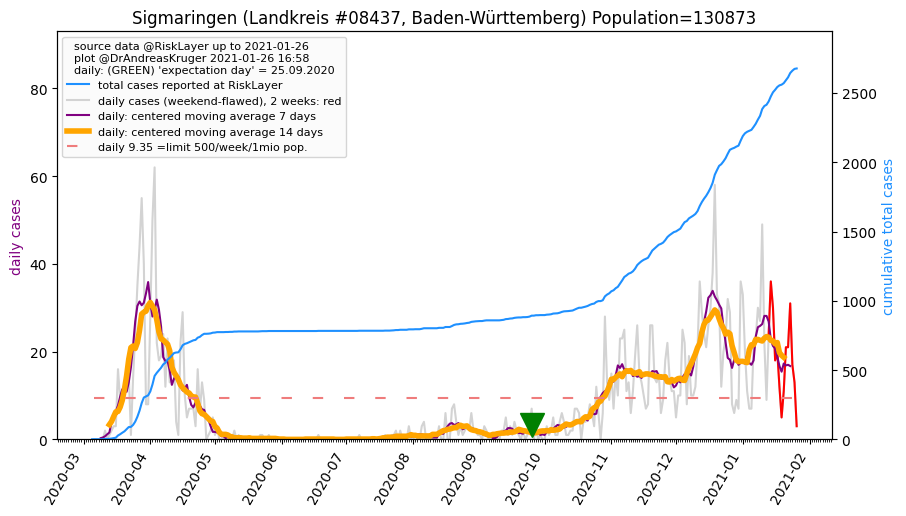 Sigmaringen (Landkreis #08437, Baden-Württemberg) Population=130873
source data @RiskLayer up to 2021-01-26
plot @DrAndreasKruger 2021-01-26 16:58
daily: (GREEN) 'expectation day' = 25.09.2020
total cases reported at RiskLayer
daily cases (weekend-flawed), 2 weeks: red
daily: centered moving average 7 days
daily: centered moving average 14 days
daily 9.35 =limit 500/week/1mio pop.
daily cases
80
60
40
20
0
cumulative total cases
2500
2000
1500
1000
500
0
2020-03
2020-04
2020-05
2020-06
2020-07
2020-08
2020-09
2020-10
2020-11
2020-12
2021-01
2021-02